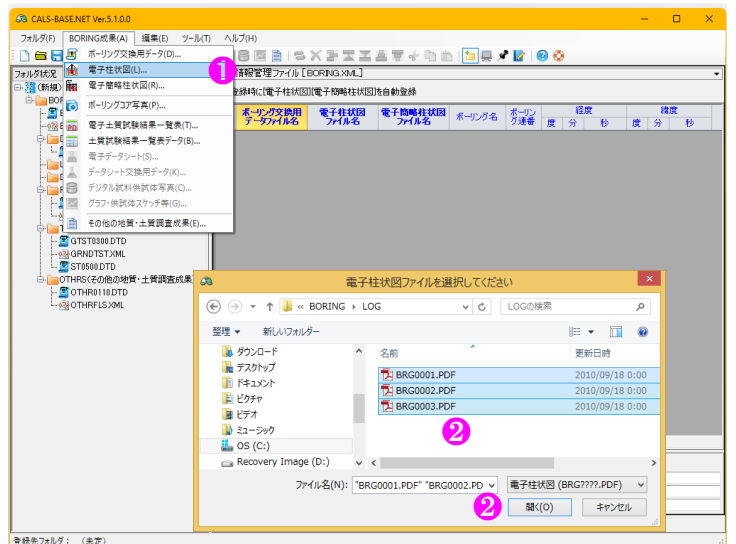 CALS-BASE.NET Ver.5.1.0.0
フォルダ(F) BORING成果(A) 編集(E) ツール(T) ヘルプ(H)
ボーリング交換用データ(D)...
電子柱状図(L)...
電子簡略柱状図(R)...
ボーリングコア写真(P)...
電子土質試験結果一覧表(T)...
土質試験結果一覧表データ(B)...
電子データシート(S)...
データシート交換用データ(K)...
デジタル試料供試体写真(C)...
グラフ・供試体スケッチ等(G)...
その他の地質・土質調査成果(E)...
1
フォルダ状況
(新規)
情報管理ファイル [BORING.XML]
登録時に[電子柱状図][電子簡略柱状図]を自動登録
ボーリング交換用データファイル名
電子柱状図ファイル名
電子簡略柱状図ファイル名
ボーリング名
ボーリング連番
経度
緯度
度 分 秒 度 分 秒
GTST0300.DTD
GRNDTST.XML
ST0500.DTD
OTHRS(その他の地質・土質調査成果)
OTHR0110.DTD
OTHRFLS.XML
電子柱状図ファイルを選択してくださ
« BORING LOG
LOGの検索
整理 新しいフォルダー
ダウンロード
デスクトップ
ドキュメント
ピクチャ
ビデオ
ミュージック
OS (C:)
Recovery Image (D:)
名前 更新日時
BRG0001.PDF 2010/09/18 0:00
BRG0002.PDF 2010/09/18 0:00
BRG0003.PDF 2010/09/18 0:00
2
ファイル名(N): "BRG0001.PDF" "BRG0002.PD
電子柱状図 (BRG????.PDF)
2
開く(O) キャンセル
登録先フォルダ: (未定)